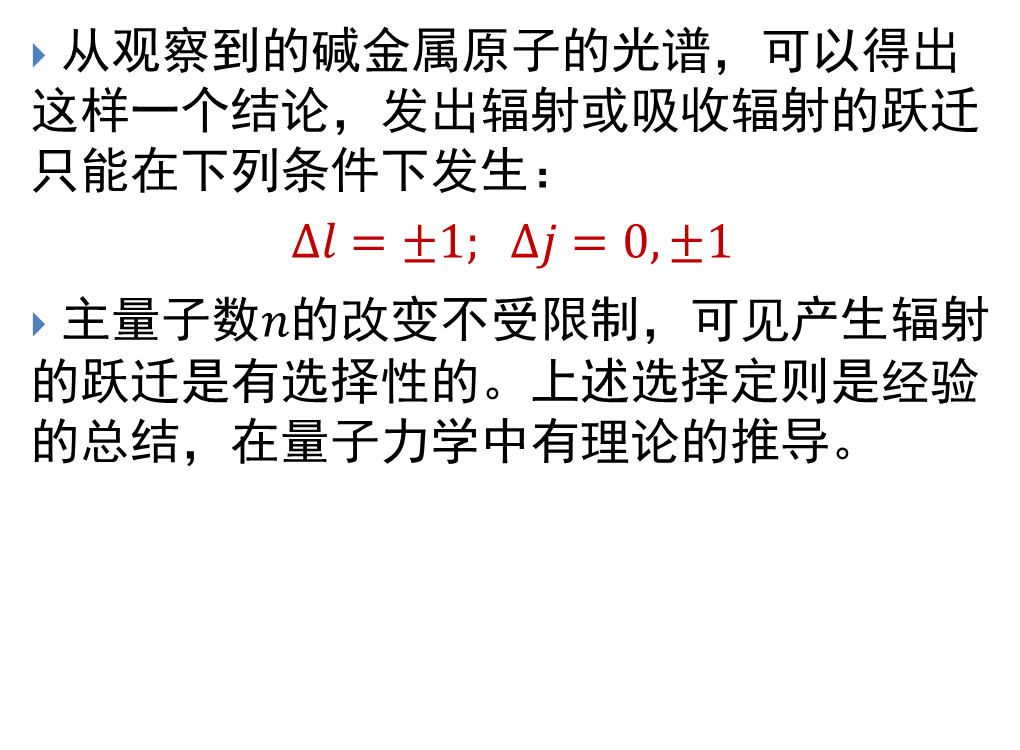 从观察到的碱金属原子的光谱，可以得出
这样一个结论，发出辐射或吸收辐射的跃迁
只能在下列条件下发生：
Δl = ±1; Δj = 0, ±1
主量子数n的改变不受限制，可见产生辐射
的跃迁是有选择性的。上述选择定则是经验
的总结，在量子力学中有理论的推导。